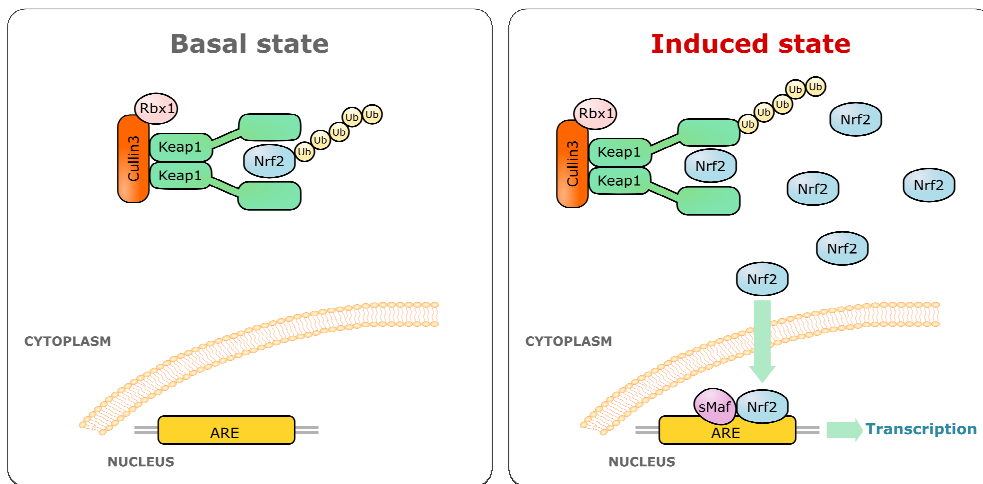 Basal state
Rbx1
Cullin3
Keap1
Keap1
Nrf2
Ub
Ub
Ub
Ub
Ub
CYTOPLASM
ARE
NUCLEUS
Induced state
Rbx1
Cullin3
Keap1
Keap1
Nrf2
Ub
Ub
Ub
Ub
Ub
Nrf2
Nrf2
Nrf2
Nrf2
Nrf2
CYTOPLASM
sMaf
Nrf2
ARE
Transcription
NUCLEUS